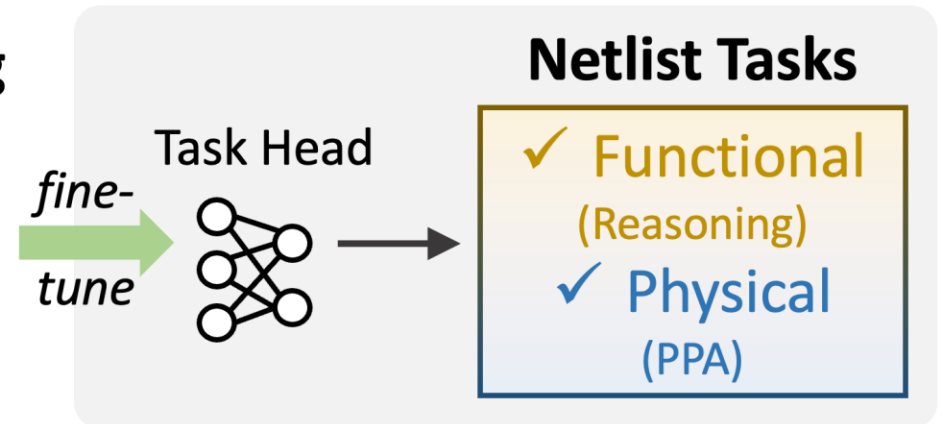 Netlist Tasks
Task Head
fine-
tune
✓ Functional
(Reasoning)
✓ Physical
(PPA)